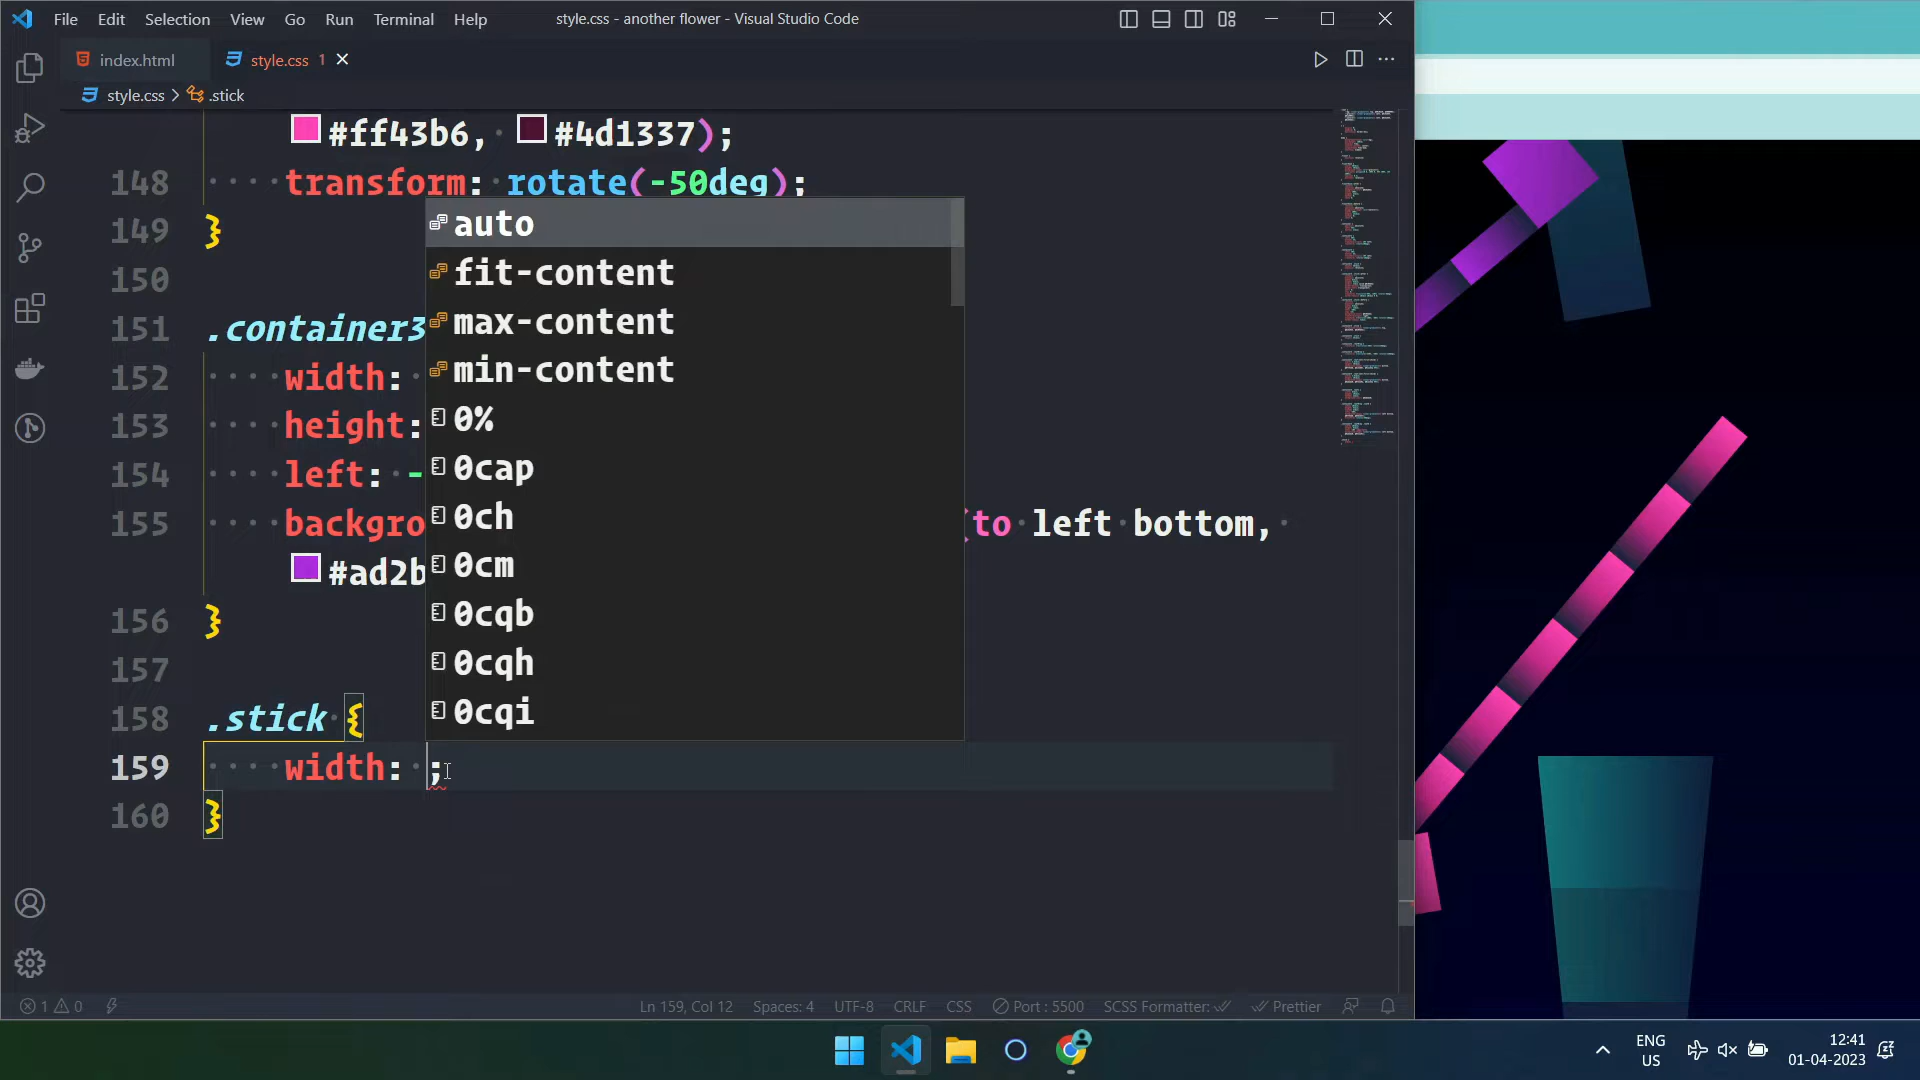 File Edit Selection View Go Run Terminal Help style.css - another flower - Visual Studio Code
index.html style.css 1
style.css > .stick
#ff43b6, #4d1337);
148 transform: rotate(-50deg);
149 }
150
151 .container3
152 width:
153 height:
154 left: -
155 backgro (to left bottom,
#ad2b
156 }
157
158 .stick {
159 width: ;
160 }
auto
fit-content
max-content
min-content
0%
0cap
0ch
0cm
0cqb
0cqh
0cqi
1 0 Ln 159, Col 12 Spaces: 4 UTF-8 CRLF CSS Port : 5500 SCSS Formatter: Prettier
ENG
US
12:41
01-04-2023